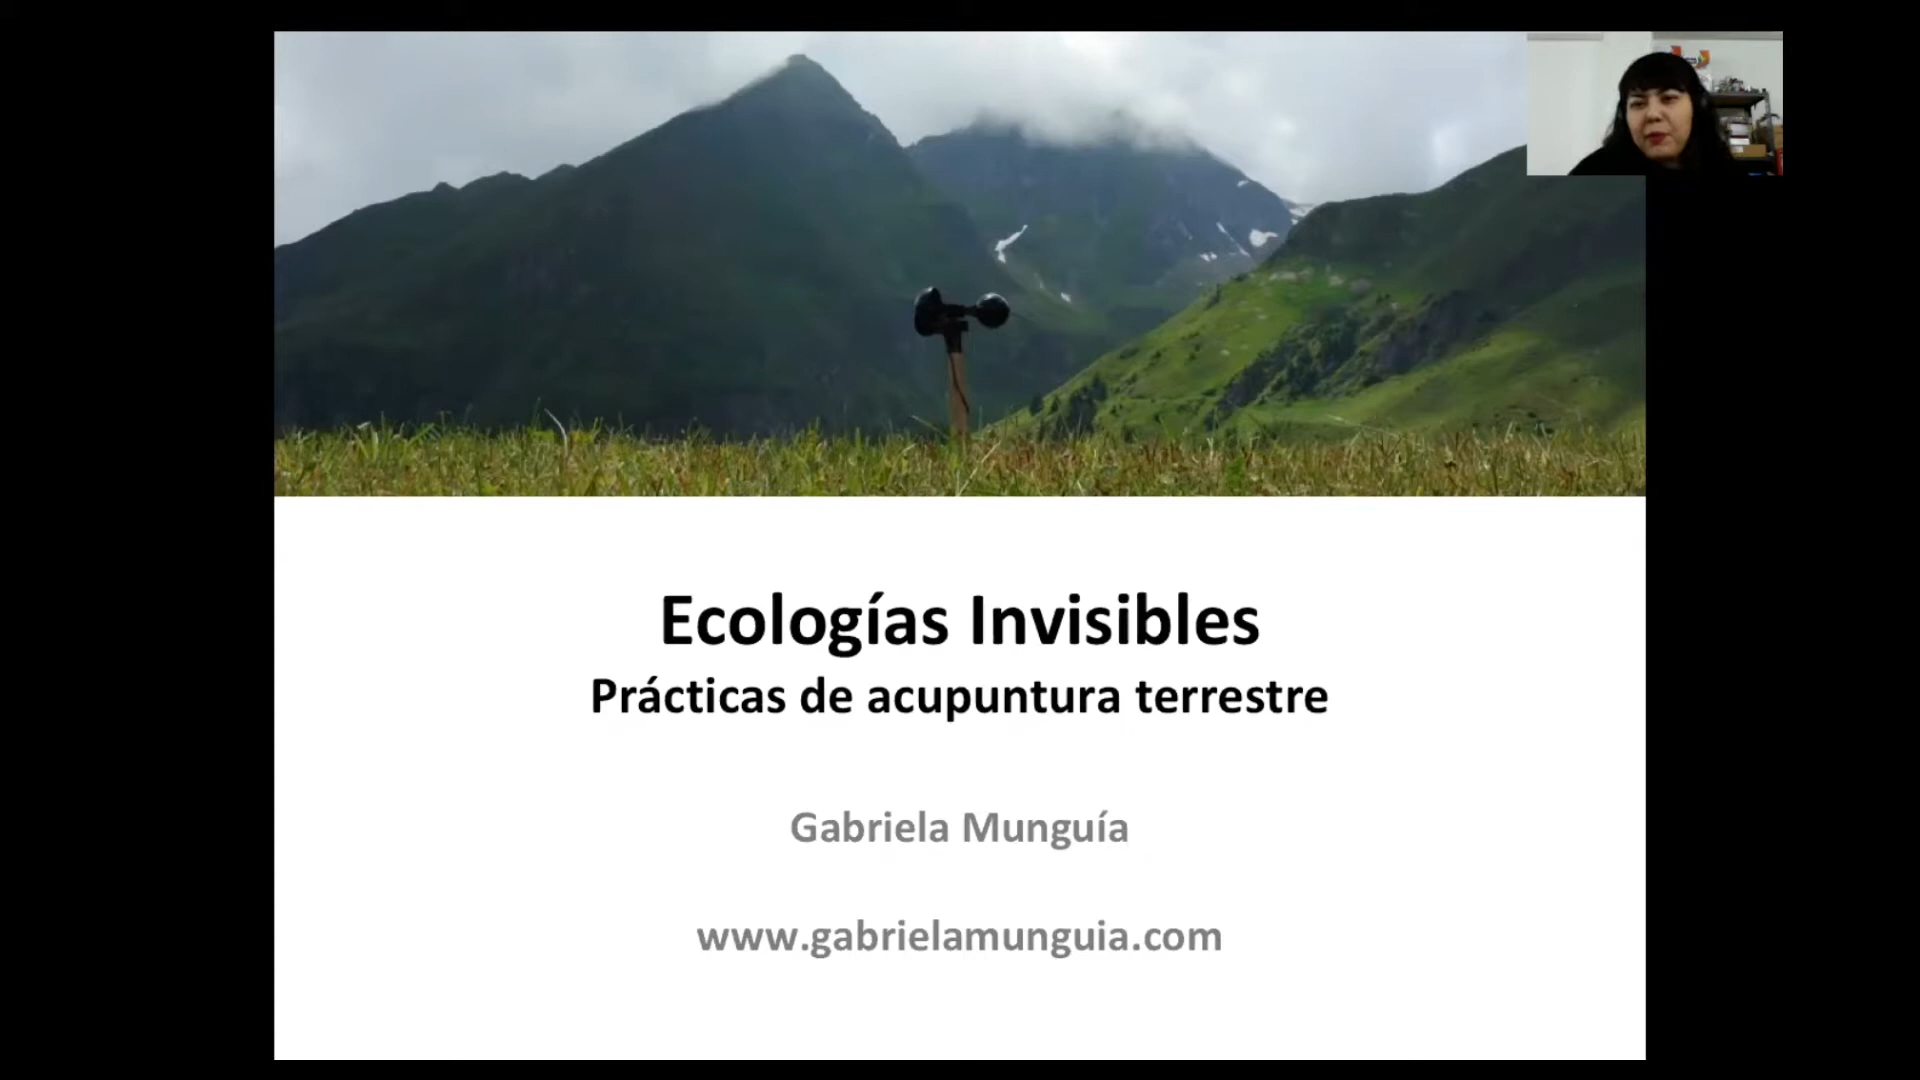 Ecologías Invisibles
Prácticas de acupuntura terrestre
Gabriela Munguía
www.gabrielamunguia.com